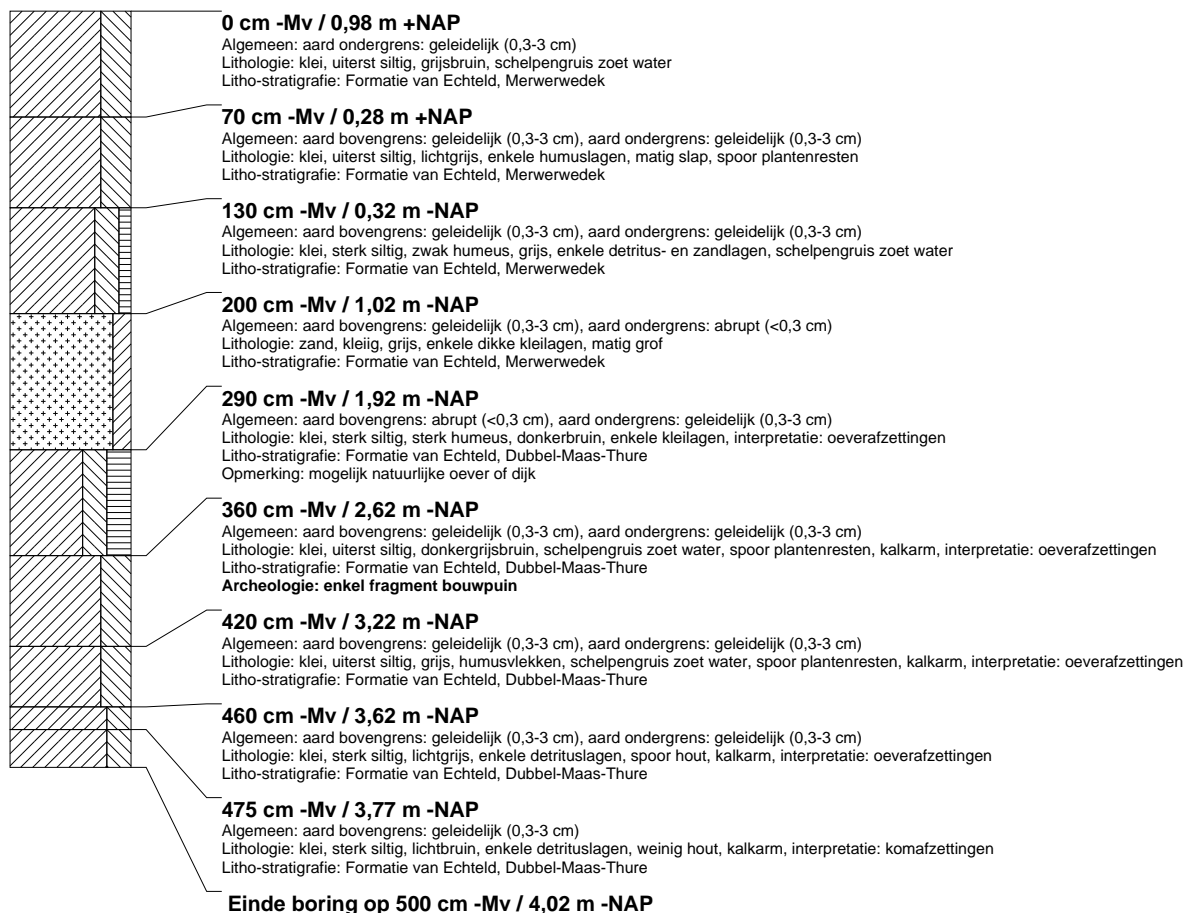 0 cm -Mv / 0,98 m +NAP
Algemeen: aard ondergrens: geleidelijk (0,3-3 cm)
Lithologie: klei, uiterst siltig, grijsbruin, schelpengruis zoet water
Litho-stratigrafie: Formatie van Echteld, Merwerwedek
70 cm -Mv / 0,28 m +NAP
Algemeen: aard bovengrens: geleidelijk (0,3-3 cm), aard ondergrens: geleidelijk (0,3-3 cm)
Lithologie: klei, uiterst siltig, lichtgrijs, enkele humuslagen, matig slap, spoor plantenresten
Litho-stratigrafie: Formatie van Echteld, Merwerwedek
130 cm -Mv / 0,32 m -NAP
Algemeen: aard bovengrens: geleidelijk (0,3-3 cm), aard ondergrens: geleidelijk (0,3-3 cm)
Lithologie: klei, sterk siltig, zwak humeus, grijs, enkele detritus- en zandlagen, schelpengruis zoet water
Litho-stratigrafie: Formatie van Echteld, Merwerwedek
200 cm -Mv / 1,02 m -NAP
Algemeen: aard bovengrens: geleidelijk (0,3-3 cm), aard ondergrens: abrupt (<0,3 cm)
Lithologie: zand, kleiig, grijs, enkele dikke kleilagen, matig grof
Litho-stratigrafie: Formatie van Echteld, Merwerwedek
290 cm -Mv / 1,92 m -NAP
Algemeen: aard bovengrens: abrupt (<0,3 cm), aard ondergrens: geleidelijk (0,3-3 cm)
Lithologie: klei, sterk siltig, sterk humeus, donkerbruin, enkele kleilagen, interpretatie: oeverafzettingen
Litho-stratigrafie: Formatie van Echteld, Dubbel-Maas-Thure
Opmerking: mogelijk natuurlijke oever of dijk
360 cm -Mv / 2,62 m -NAP
Algemeen: aard bovengrens: geleidelijk (0,3-3 cm), aard ondergrens: geleidelijk (0,3-3 cm)
Lithologie: klei, uiterst siltig, donkergrijsbruin, schelpengruis zoet water, spoor plantenresten, kalkarm, interpretatie: oeverafzettingen
Litho-stratigrafie: Formatie van Echteld, Dubbel-Maas-Thure
Archeologie: enkel fragment bouwpuin
420 cm -Mv / 3,22 m -NAP
Algemeen: aard bovengrens: geleidelijk (0,3-3 cm), aard ondergrens: geleidelijk (0,3-3 cm)
Lithologie: klei, uiterst siltig, grijs, humusvlekken, schelpengruis zoet water, spoor plantenresten, kalkarm, interpretatie: oeverafzettingen
Litho-stratigrafie: Formatie van Echteld, Dubbel-Maas-Thure
460 cm -Mv / 3,62 m -NAP
Algemeen: aard bovengrens: geleidelijk (0,3-3 cm), aard ondergrens: geleidelijk (0,3-3 cm)
Lithologie: klei, sterk siltig, lichtgrijs, enkele detrituslagen, spoor hout, kalkarm, interpretatie: oeverafzettingen
Litho-stratigrafie: Formatie van Echteld, Dubbel-Maas-Thure
475 cm -Mv / 3,77 m -NAP
Algemeen: aard bovengrens: geleidelijk (0,3-3 cm)
Lithologie: klei, sterk siltig, lichtbruin, enkele detrituslagen, weinig hout, kalkarm, interpretatie: komafzettingen
Litho-stratigrafie: Formatie van Echteld, Dubbel-Maas-Thure
Einde boring op 500 cm -Mv / 4,02 m -NAP